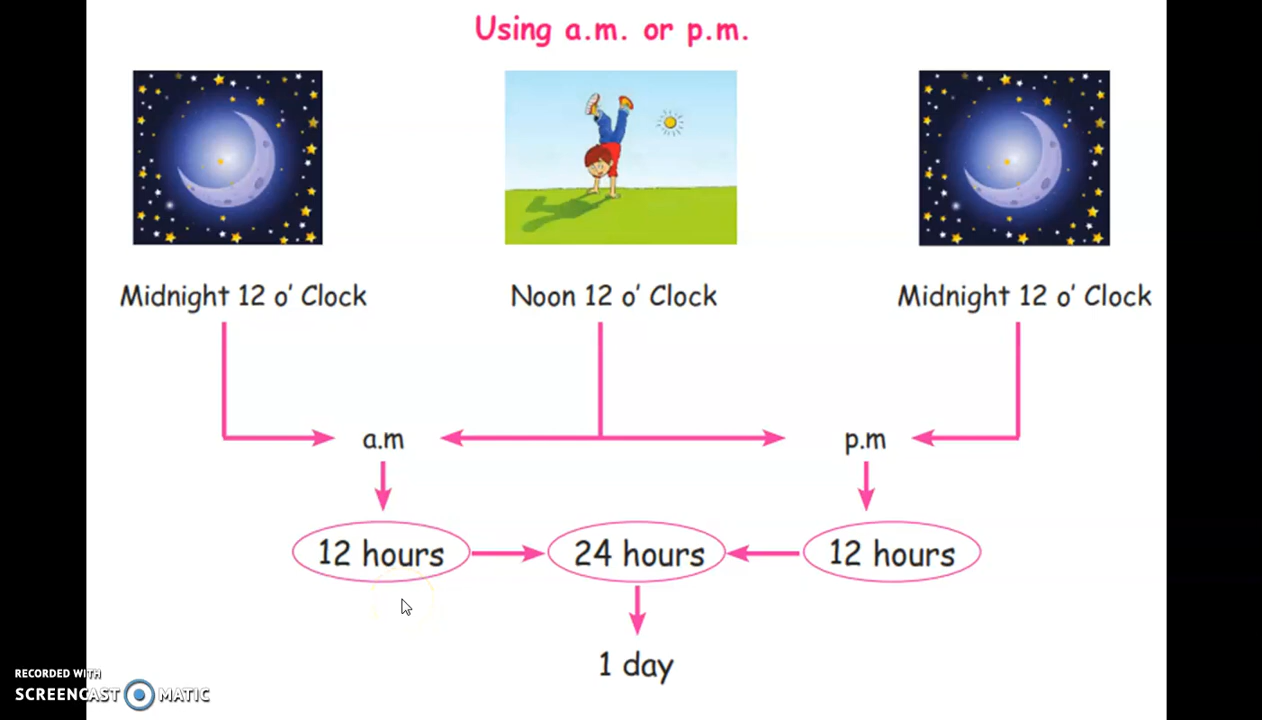 Using a.m. or p.m.
Midnight 12 o' Clock
Noon 12 o' Clock
Midnight 12 o' Clock
a.m
p.m
12 hours
24 hours
12 hours
1 day
RECORDED WITH
SCREENCAST MATIC